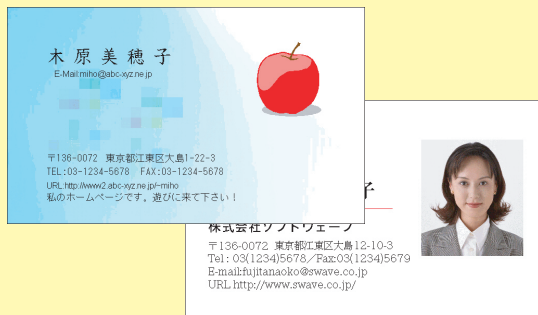 木原美穂子
E-Mail:miho@abc-xyz.ne.jp
〒136-0072 東京都江東区大島1-22-3
TEL:03-1234-5678 FAX:03-1234-5678
URL:http://www2.abc-xyz.ne.jp/~miho
私のホームページです。遊びに来て下さい！
子
株式会社ソフトウェーブ
〒136-0072 東京都江東区大島12-10-3
Tel：03(1234)5678／Fax:03(1234)5679
E-mail:fujitanaoko@swave.co.jp
URL http://www.swave.co.jp/